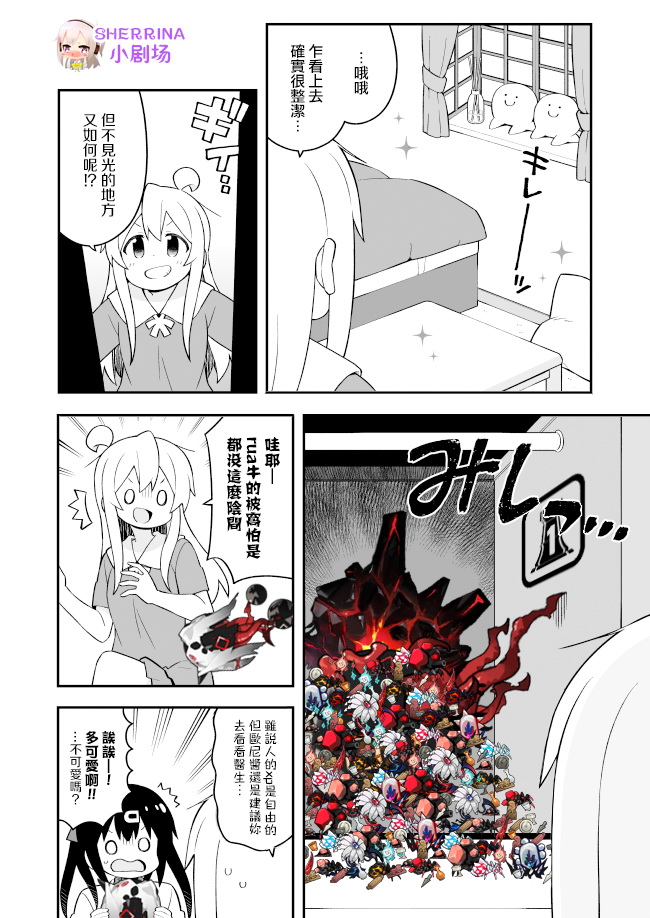 SHERRINA
小剧场
…哦哦
乍看上去
確實很整潔…
キレーーッ
ギイ…
但不見光的地方
又如何呢!?
みしっ…
1
哇耶—
rua牛的被窩怕是
都没這麼陰間
雖説人的XP是自由的
但歐尼醬還是建議妳
去看看醫生…
誒誒—！
多可愛啊!!
…不可愛嗎？